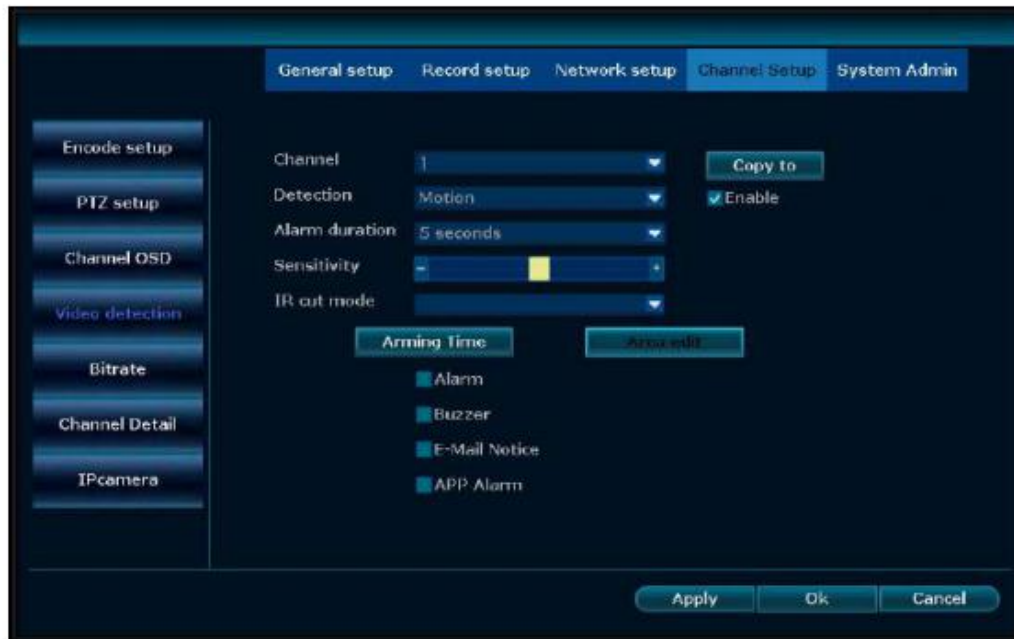 General setup Record setup Network setup Channel Setup System Admin
Encode setup
PTZ setup
Channel OSD
Video detection
Bitrate
Channel Detail
IPcamera
Channel 1 Copy to
Detection Motion Enable
Alarm duration 5 seconds
Sensitivity - +
IR cut mode
Arming Time Area edit
Alarm
Buzzer
E-Mail Notice
APP Alarm
Apply Ok Cancel